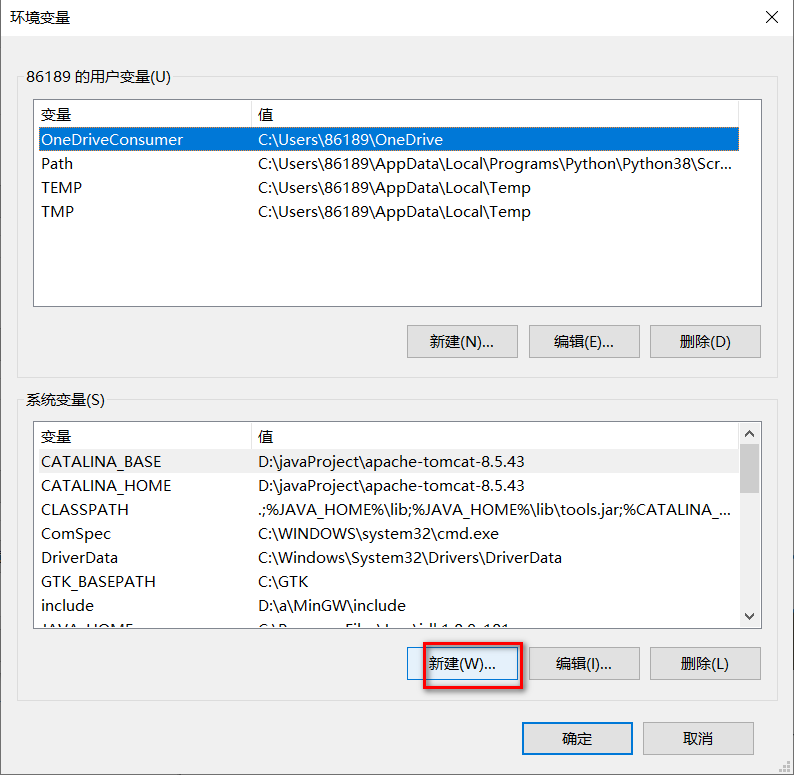 环境变量
86189 的用户变量(U)
变量 值
OneDriveConsumer C:\Users\86189\OneDrive
Path C:\Users\86189\AppData\Local\Programs\Python\Python38\Scr...
TEMP C:\Users\86189\AppData\Local\Temp
TMP C:\Users\86189\AppData\Local\Temp
新建(N)... 编辑(E)... 删除(D)
系统变量(S)
变量 值
CATALINA_BASE D:\javaProject\apache-tomcat-8.5.43
CATALINA_HOME D:\javaProject\apache-tomcat-8.5.43
CLASSPATH .;%JAVA_HOME%\lib;%JAVA_HOME%\lib\tools.jar;%CATALINA_...
ComSpec C:\WINDOWS\system32\cmd.exe
DriverData C:\Windows\System32\Drivers\DriverData
GTK_BASEPATH C:\GTK
include D:\a\MinGW\include
JAVA_HOME
新建(W)... 编辑(I)... 删除(L)
确定 取消